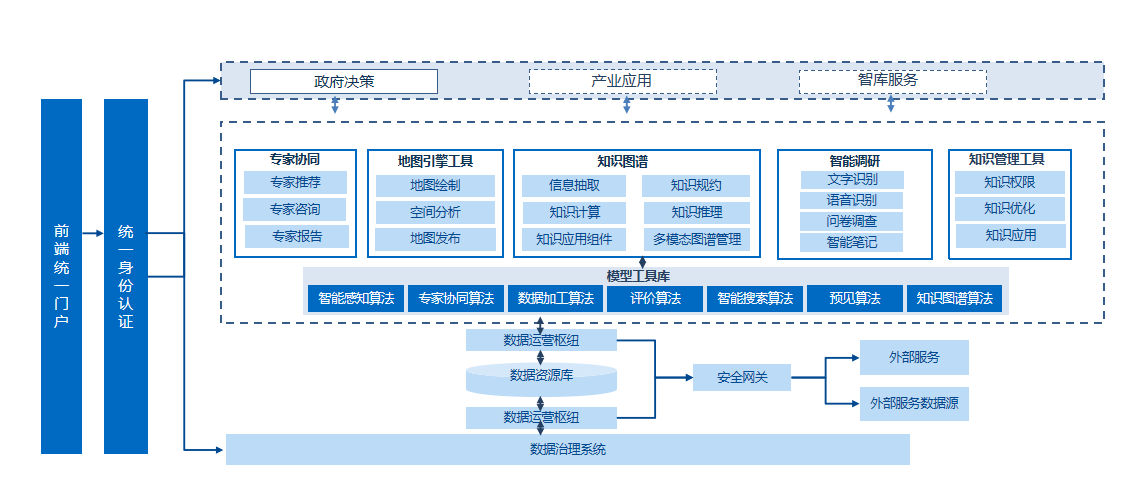 前端统一门户
统一身份认证
政府决策
产业应用
智库服务
专家协同
专家推荐
专家咨询
专家报告
地图引擎工具
地图绘制
空间分析
地图发布
知识图谱
信息抽取
知识规约
知识计算
知识推理
知识应用组件
多模态图谱管理
智能调研
文字识别
语音识别
问卷调查
智能笔记
知识管理工具
知识权限
知识优化
知识应用
模型工具库
智能感知算法
专家协同算法
数据加工算法
评价算法
智能搜索算法
预见算法
知识图谱算法
数据运营枢纽
数据资源库
数据运营枢纽
安全网关
外部服务
外部服务数据源
数据治理系统